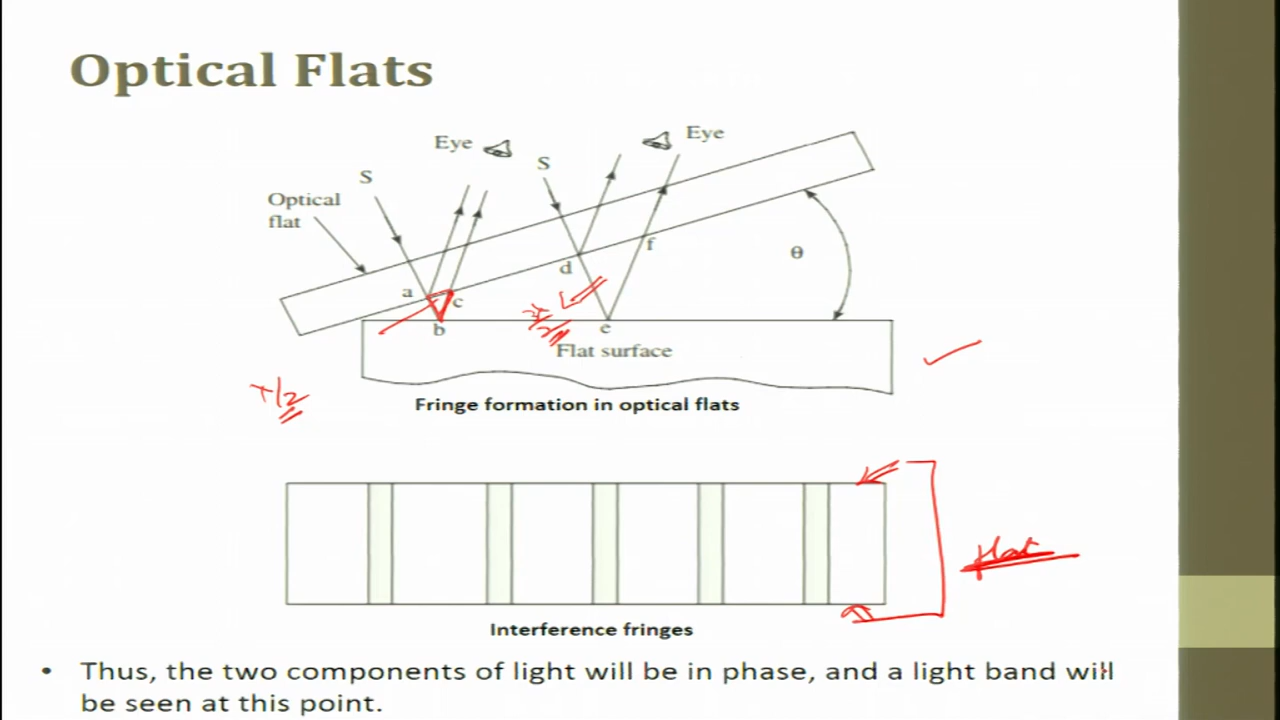 Optical Flats
Eye
Eye
S
S
Optical
flat
a
c
b
d
f
e
θ
Flat surface
λ/2
Fringe formation in optical flats
flat
Interference fringes
• Thus, the two components of light will be in phase, and a light band will
be seen at this point.